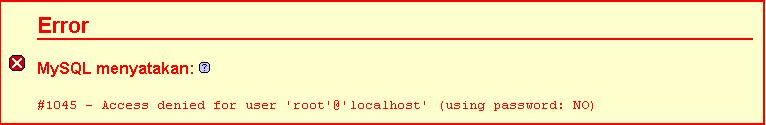 Error
MySQL menyatakan:
#1045 - Access denied for user 'root'@'localhost' (using password: NO)